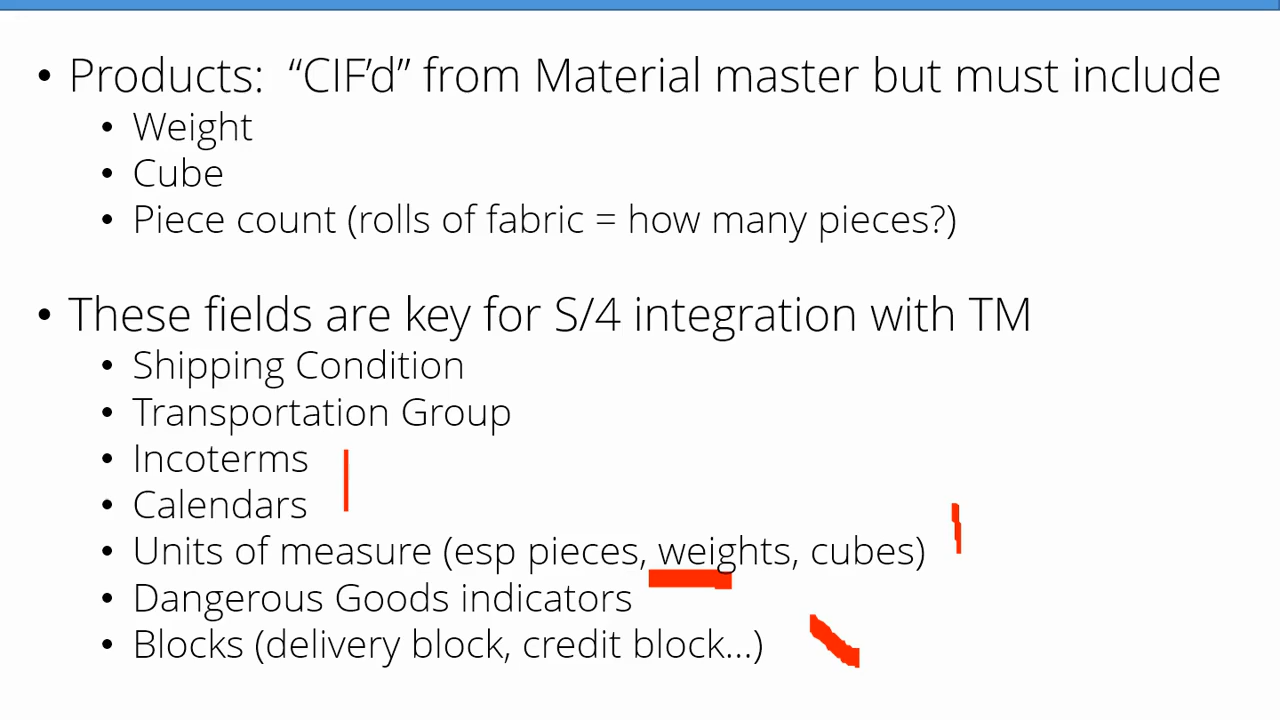 • Products: “CIF’d” from Material master but must include
• Weight
• Cube
• Piece count (rolls of fabric = how many pieces?)
• These fields are key for S/4 integration with TM
• Shipping Condition
• Transportation Group
• Incoterms
• Calendars
• Units of measure (esp pieces, weights, cubes)
• Dangerous Goods indicators
• Blocks (delivery block, credit block…)